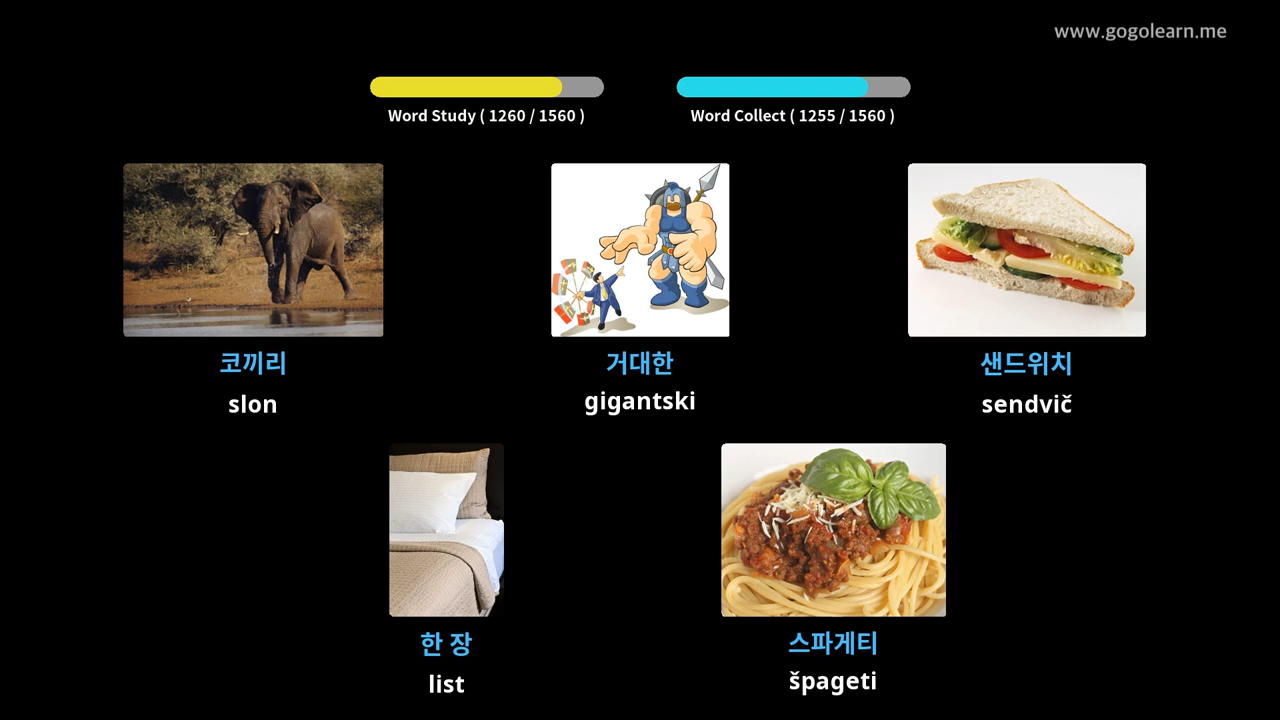 www.gogolearn.me
Word Study ( 1260 / 1560 )
Word Collect ( 1255 / 1560 )
코끼리
거대한
샌드위치
slon
gigantski
sendvič
한 장
스파게티
list
špageti